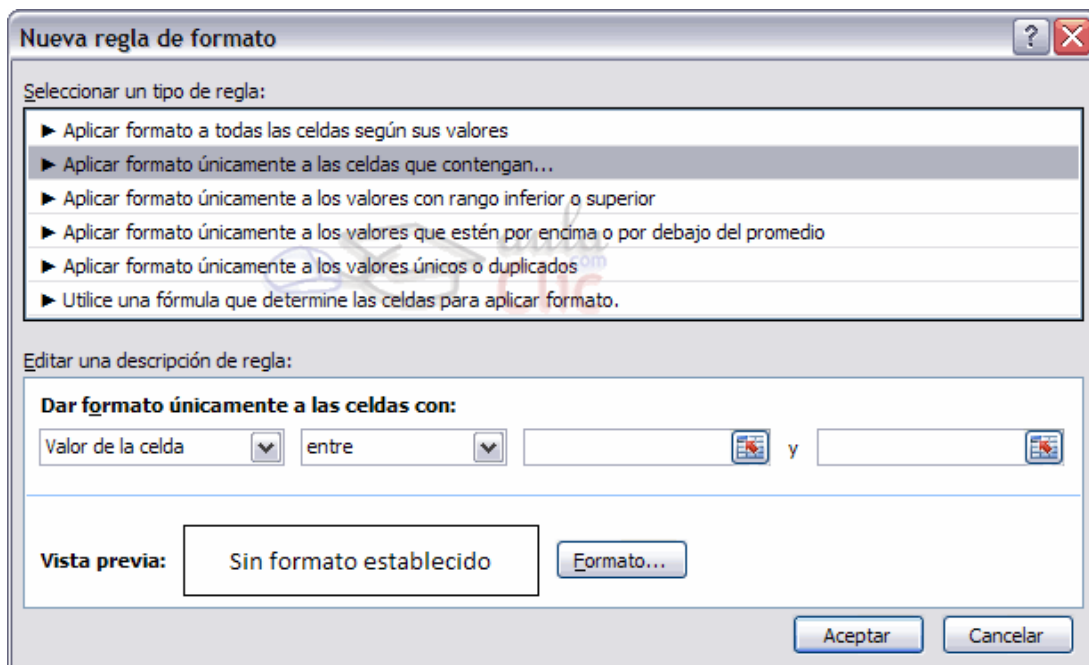 Nueva regla de formato
Seleccionar un tipo de regla:
► Aplicar formato a todas las celdas según sus valores
► Aplicar formato únicamente a las celdas que contengan...
► Aplicar formato únicamente a los valores con rango inferior o superior
► Aplicar formato únicamente a los valores que estén por encima o por debajo del promedio
► Aplicar formato únicamente a los valores únicos o duplicados
► Utilice una fórmula que determine las celdas para aplicar formato.
aula
com
Clic
Editar una descripción de regla:
Dar formato únicamente a las celdas con:
Valor de la celda entre y
Vista previa: Sin formato establecido Formato...
Aceptar Cancelar